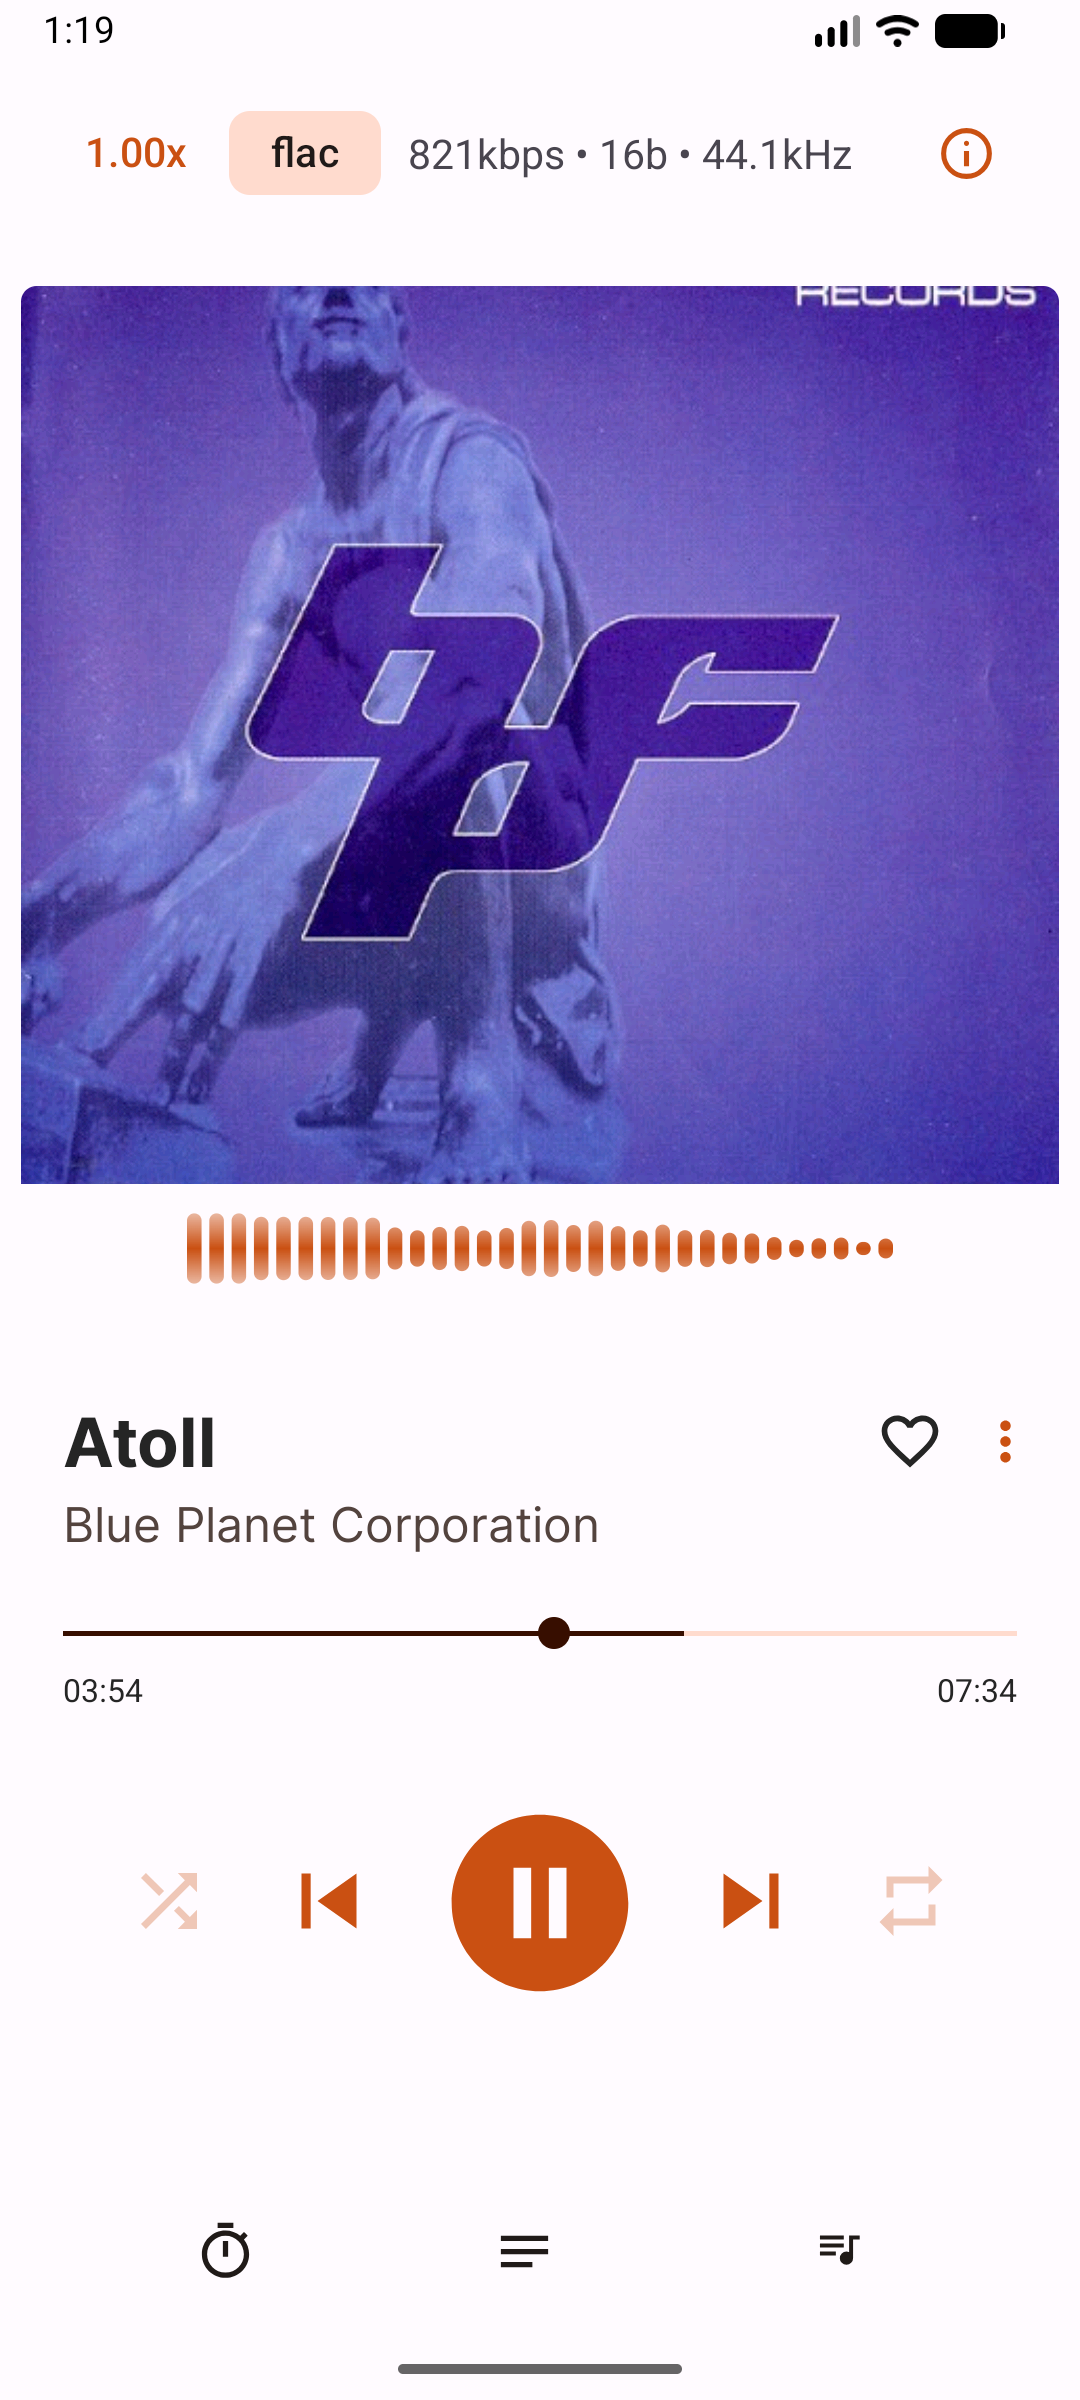 1:19
1.00x flac 821kbps • 16b • 44.1kHz
RECORDS
bpc
Atoll
Blue Planet Corporation
03:54 07:34